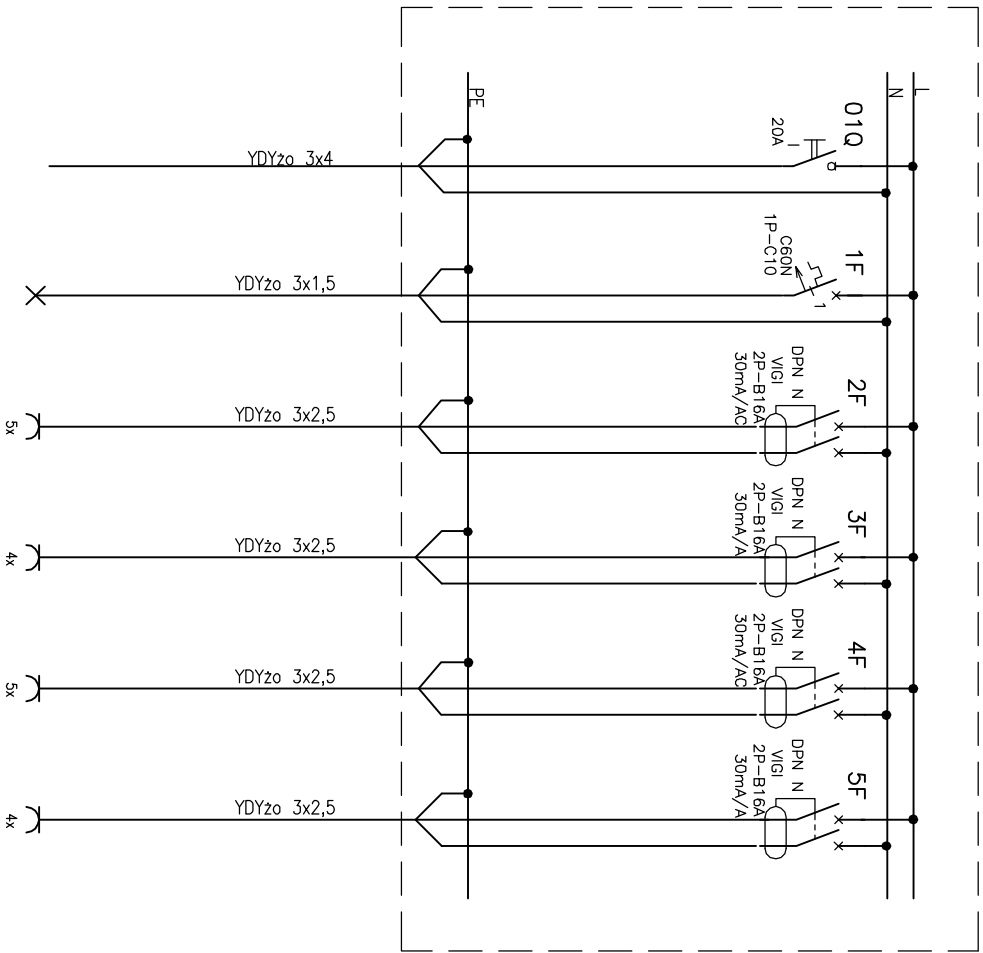 L
N
PE
01Q
20A
YDYżo 3x4
1F
C60N
1P-C10
1
YDYżo 3x1,5
2F
DPN N
VIGI
2P-B16A
30mA/AC
YDYżo 3x2,5
5x
3F
DPN N
VIGI
2P-B16A
30mA/A
YDYżo 3x2,5
4x
4F
DPN N
VIGI
2P-B16A
30mA/AC
YDYżo 3x2,5
5x
5F
DPN N
VIGI
2P-B16A
30mA/A
YDYżo 3x2,5
4x